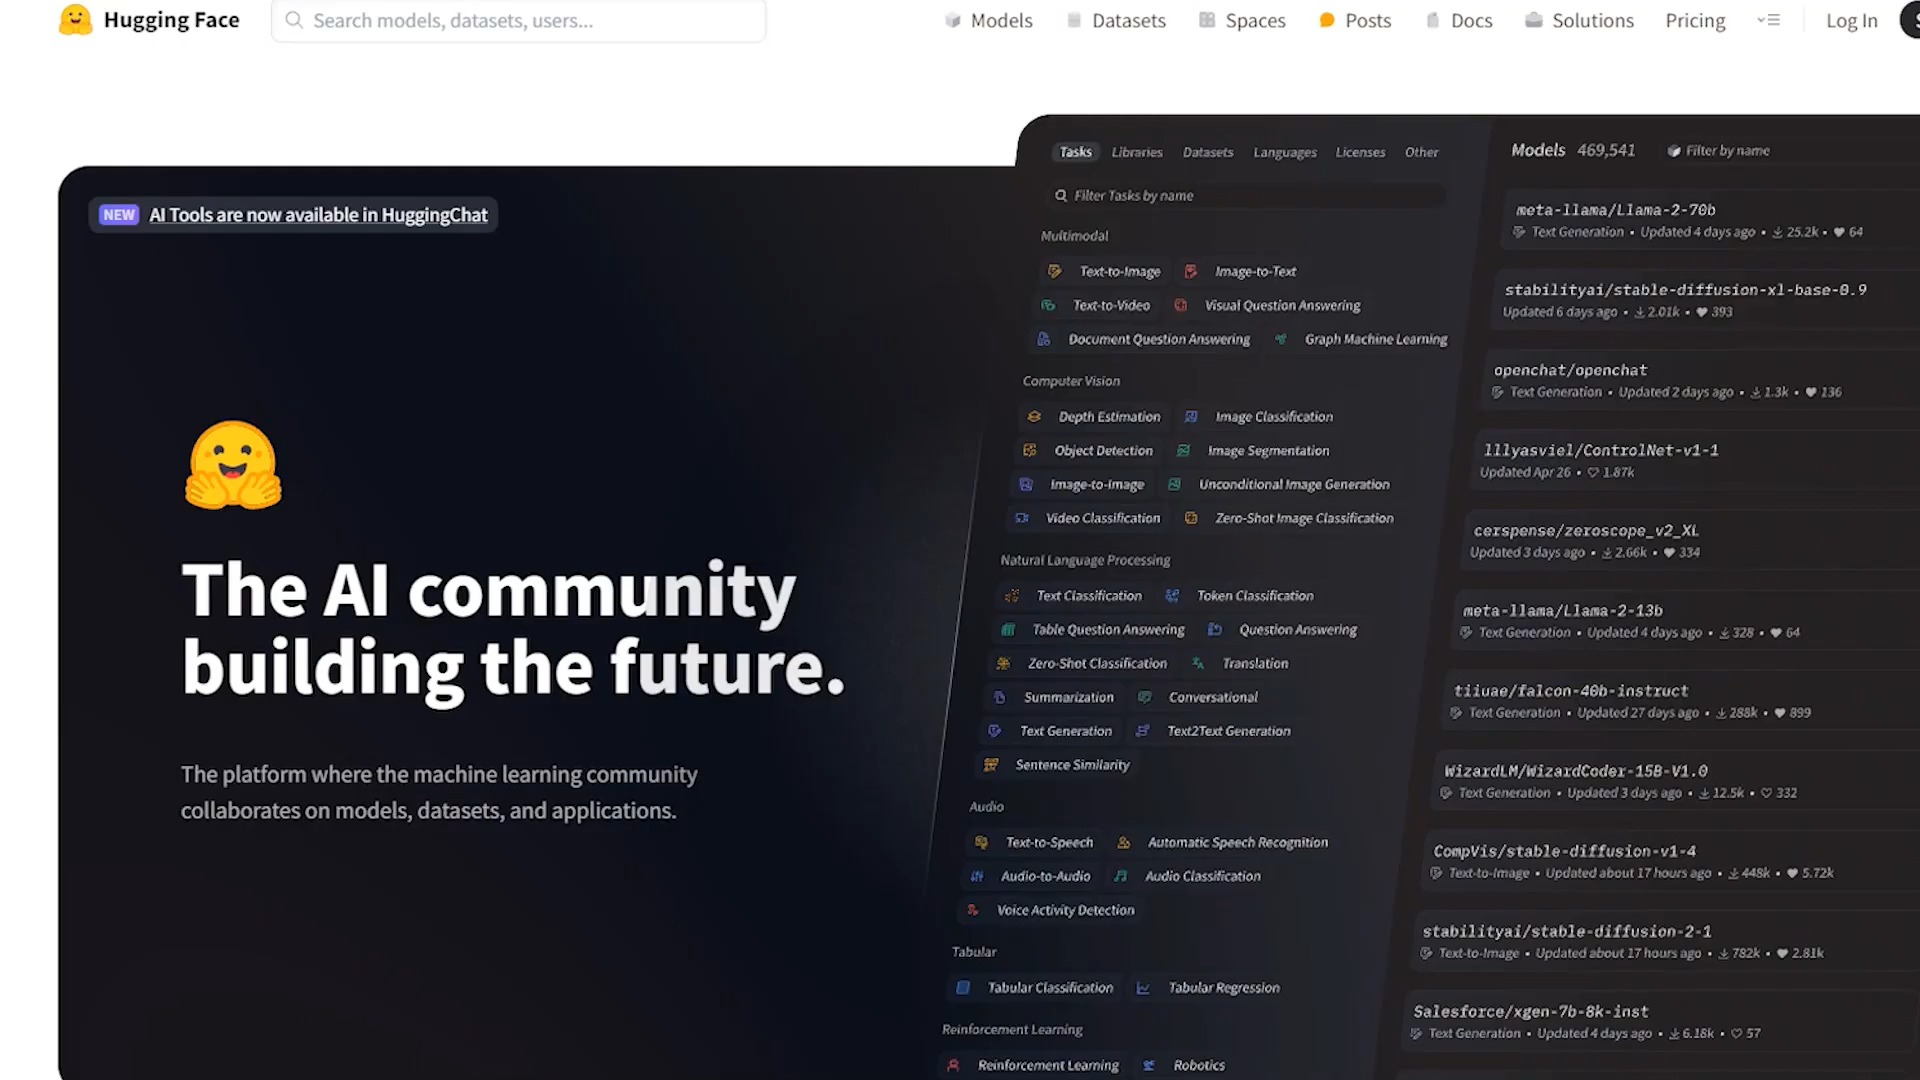 Hugging Face
Search models, datasets, users...
Models
Datasets
Spaces
Posts
Docs
Solutions
Pricing
Log In
NEW AI Tools are now available in HuggingChat
The AI community
building the future.
The platform where the machine learning community
collaborates on models, datasets, and applications.
Tasks Libraries Datasets Languages Licenses Other
Filter Tasks by name
Multimodal
Text-to-Image Image-to-Text
Text-to-Video Visual Question Answering
Document Question Answering Graph Machine Learning
Computer Vision
Depth Estimation Image Classification
Object Detection Image Segmentation
Image-to-Image Unconditional Image Generation
Video Classification Zero-Shot Image Classification
Natural Language Processing
Text Classification Token Classification
Table Question Answering Question Answering
Zero-Shot Classification Translation
Summarization Conversational
Text Generation Text2Text Generation
Sentence Similarity
Audio
Text-to-Speech Automatic Speech Recognition
Audio-to-Audio Audio Classification
Voice Activity Detection
Tabular
Tabular Classification Tabular Regression
Reinforcement Learning
Reinforcement Learning Robotics
Models 469,541 Filter by name
meta-llama/Llama-2-70b
Text Generation • Updated 4 days ago • 25.2k • 64
stabilityai/stable-diffusion-xl-base-0.9
Updated 6 days ago • 2.01k • 393
openchat/openchat
Text Generation • Updated 2 days ago • 1.3k • 136
lllyasviel/ControlNet-v1-1
Updated Apr 26 • 1.87k
cerspense/zeroscope_v2_XL
Updated 3 days ago • 2.66k • 334
meta-llama/Llama-2-13b
Text Generation • Updated 4 days ago • 328 • 64
tiiuae/falcon-40b-instruct
Text Generation • Updated 27 days ago • 288k • 899
WizardLM/WizardCoder-15B-V1.0
Text Generation • Updated 3 days ago • 12.5k • 332
CompVis/stable-diffusion-v1-4
Text-to-Image • Updated about 17 hours ago • 448k • 5.72k
stabilityai/stable-diffusion-2-1
Text-to-Image • Updated about 17 hours ago • 782k • 2.81k
Salesforce/xgen-7b-8k-inst
Text Generation • Updated 4 days ago • 6.18k • 57